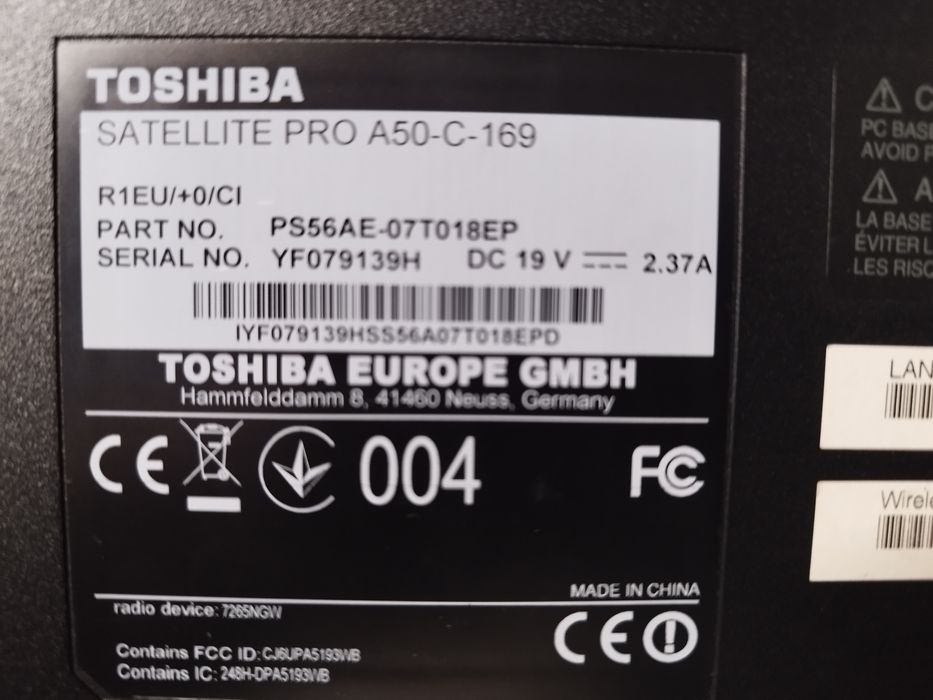 TOSHIBA
SATELLITE PRO A50-C-169
R1EU/+0/CI
PART NO. PS56AE-07T018EP
SERIAL NO. YF079139H DC 19 V 2.37A
IYF079139HSS56A07T018EPD
TOSHIBA EUROPE GMBH
Hammfelddamm 8, 41460 Neuss, Germany
CE 004 FC
MADE IN CHINA
radio device: 7265NGW
CE
Contains FCC ID: CJ6UPA5193WB
Contains IC: 248H-DPA5193WB
PC BASE
AVOID
LA BASE
ÉVITER
LES
LAN